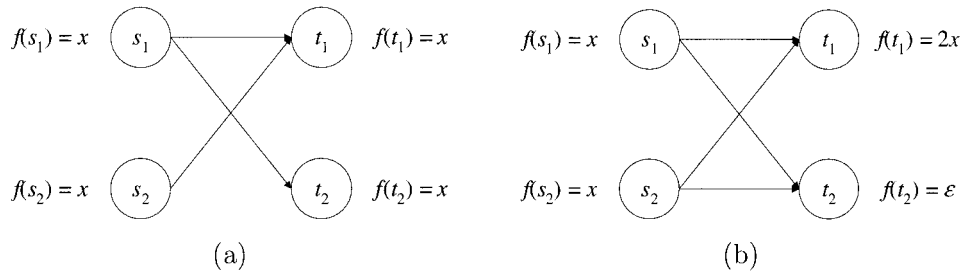 f(s₁) = x s₁ t₁ f(t₁) = x
f(s₂) = x s₂ t₂ f(t₂) = x
(a)
f(s₁) = x s₁ t₁ f(t₁) = 2x
f(s₂) = x s₂ t₂ f(t₂) = ε
(b)